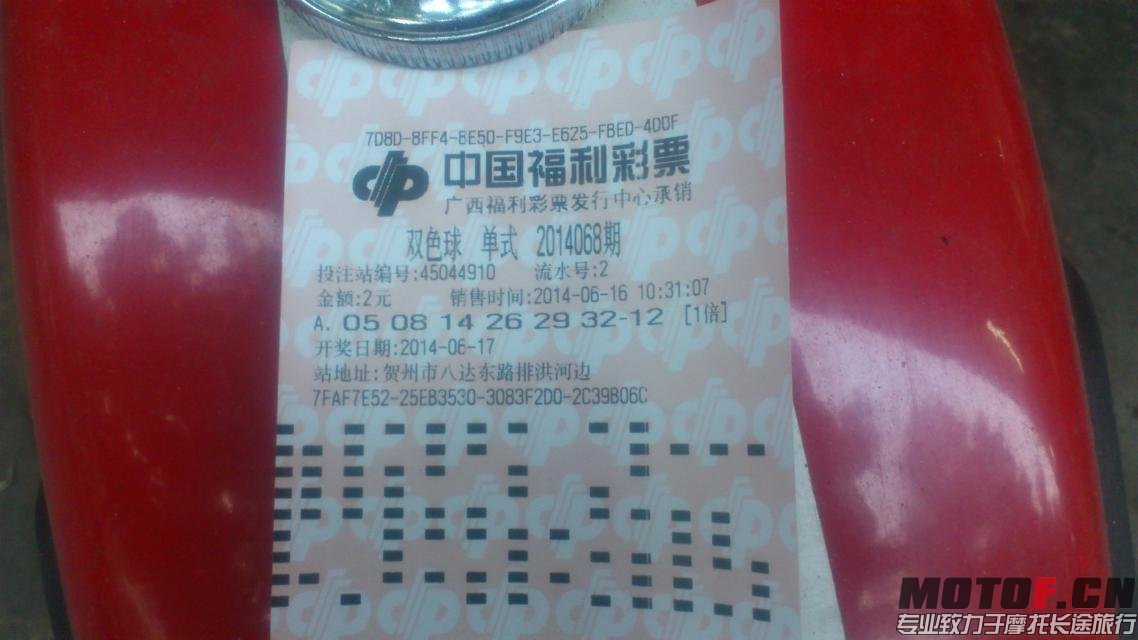 7D8D-8FF4-8E50-F9E3-E625-FBED-4D0F
中国福利彩票
广西福利彩票发行中心承销
双色球 单式 2014068期
投注站编号:45044910 流水号:2
金额:2元 销售时间:2014-06-16 10:31:07
A. 05 08 14 26 29 32-12 [1倍]
开奖日期:2014-06-17
站地址:贺州市八达东路排洪河边
7FAF7E52-25EB3530-3083F2D0-2C39B06C
MOTOF.CN
专业致力于摩托长途旅行